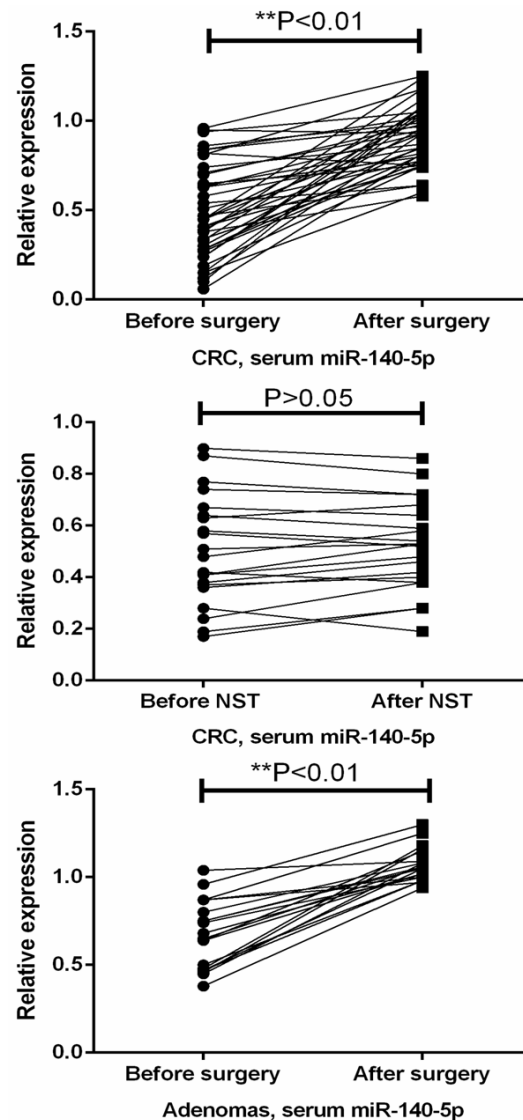 **P<0.01
1.5
1.0
0.5
0.0
Relative expression
Before surgery After surgery
CRC, serum miR-140-5p
P>0.05
1.0
0.8
0.6
0.4
0.2
0.0
Relative expression
Before NST After NST
CRC, serum miR-140-5p
**P<0.01
1.5
1.0
0.5
0.0
Relative expression
Before surgery After surgery
Adenomas, serum miR-140-5p